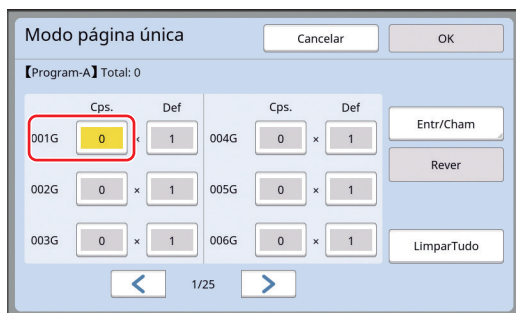 Modo página única Cancelar OK
【Program-A】Total: 0
Cps. Def Cps. Def
001G 0 × 1 004G 0 × 1 Entr/Cham
Rever
002G 0 × 1 005G 0 × 1
003G 0 × 1 006G 0 × 1 LimparTudo
1/25